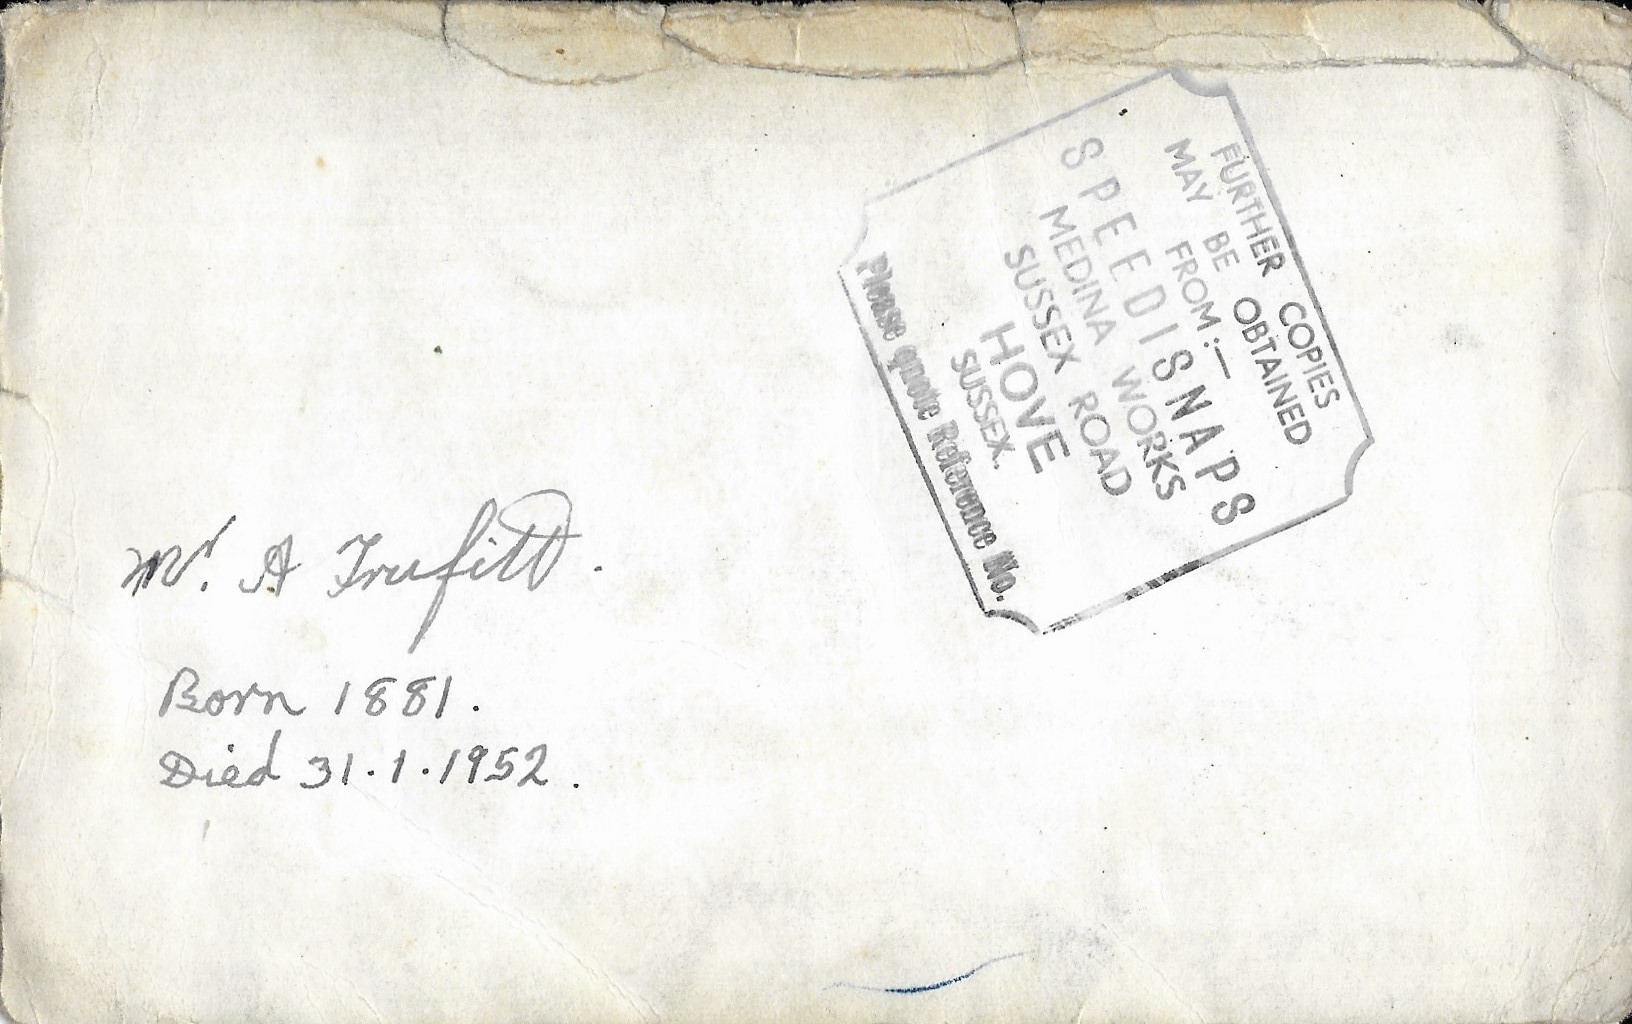 FURTHER COPIES
MAY BE OBTAINED
FROM:—
SPEEDISNAPS
MEDINA WORKS
SUSSEX ROAD
HOVE
SUSSEX.
Please quote Reference No.
Mr. A Trufitt.
Born 1881.
Died 31.1.1952.